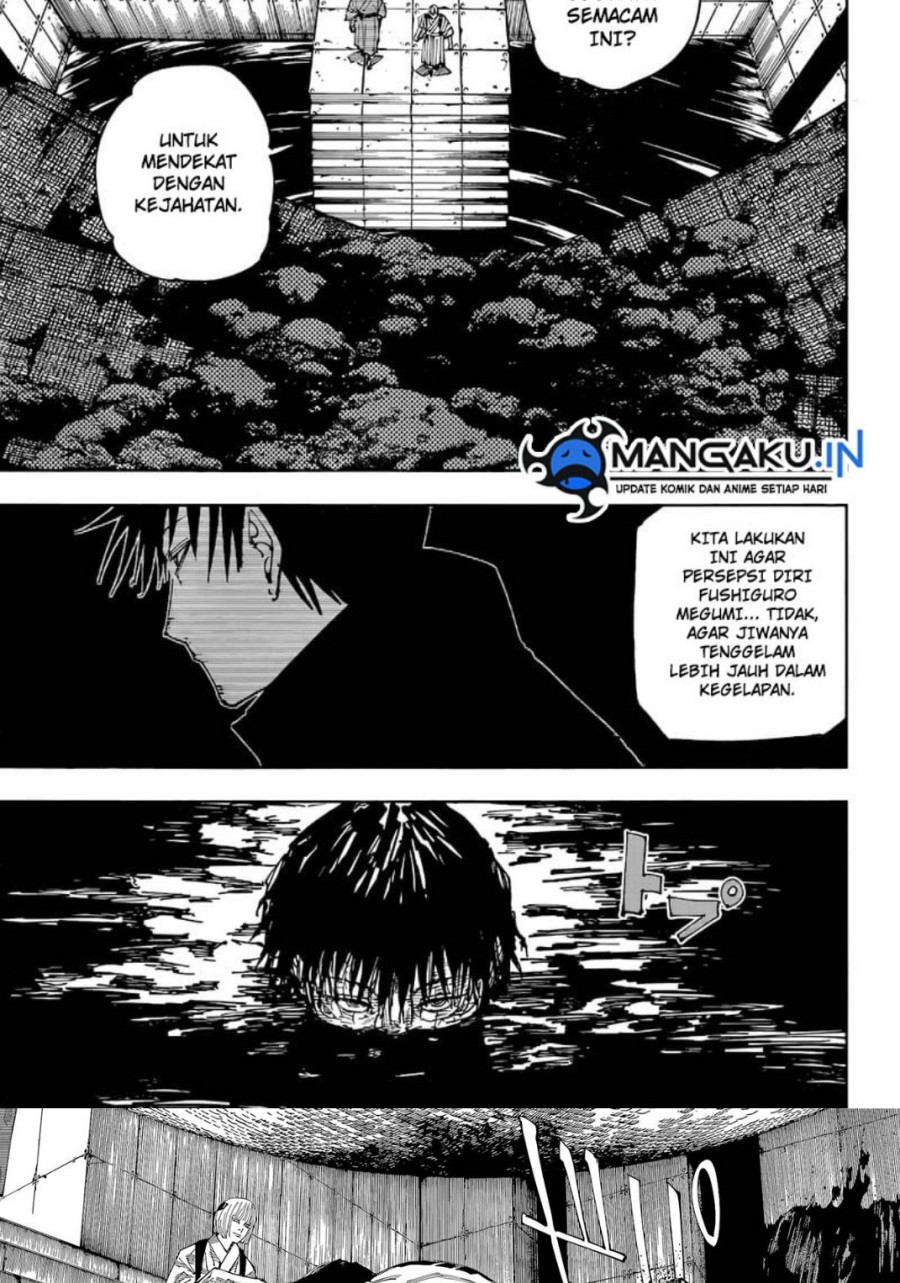 SEMACAM
INI?
UNTUK
MENDEKAT
DENGAN
KEJAHATAN.
MANGAKU.IN
UPDATE KOMIK DAN ANIME SETIAP HARI
KITA LAKUKAN
INI AGAR
PERSEPSI DIRI
FUSHIGURO
MEGUMI... TIDAK,
AGAR JIWANYA
TENGGELAM
LEBIH JAUH DALAM
KEGELAPAN.
トプ